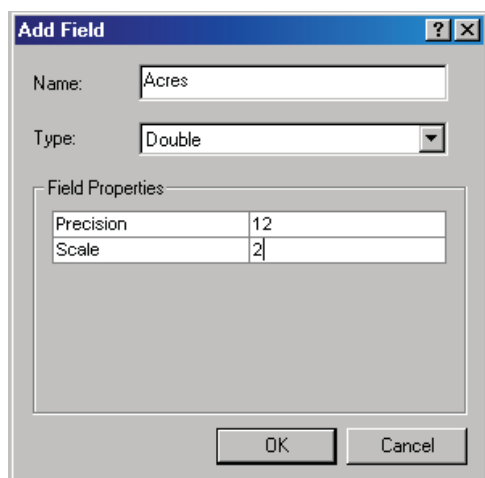 Add Field
? X
Name: Acres
Type: Double
Field Properties
Precision 12
Scale 2
OK Cancel